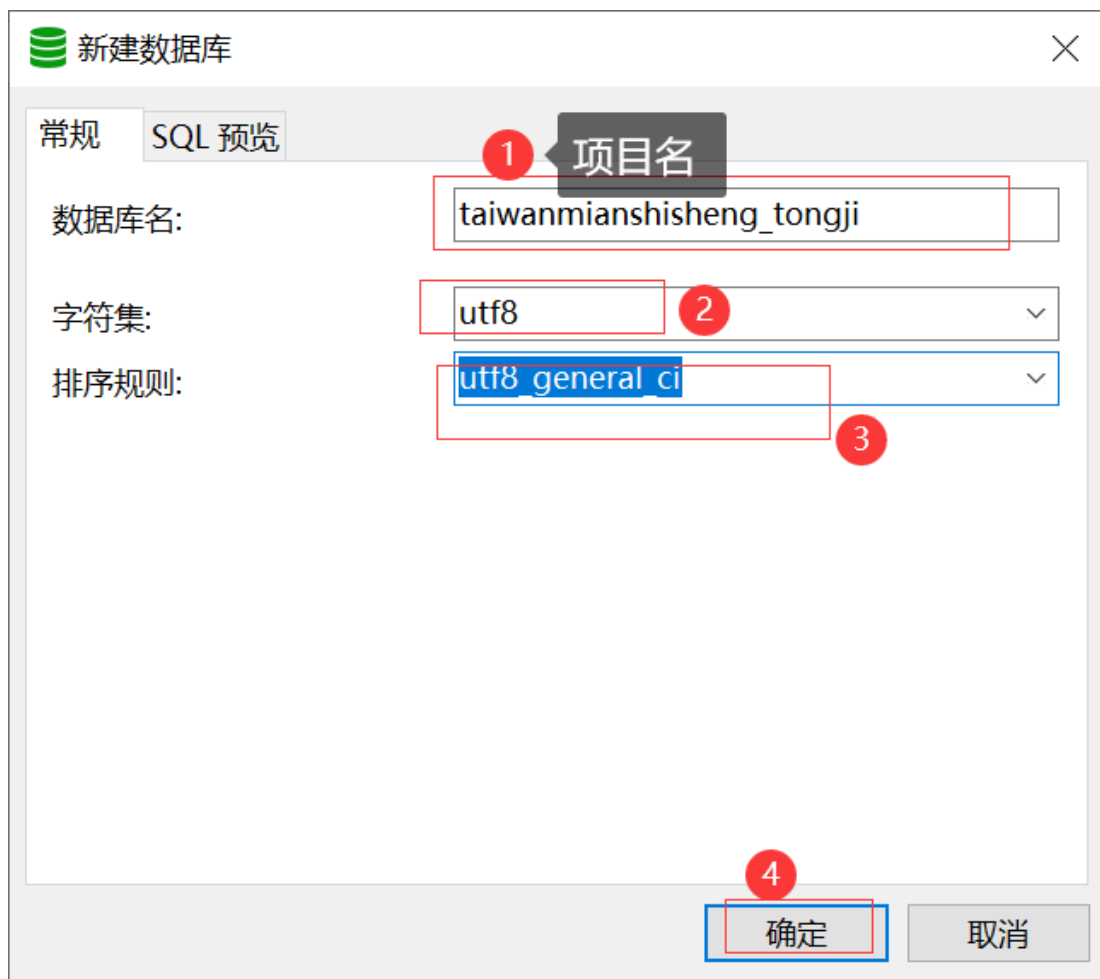 新建数据库
常规
SQL 预览
1
项目名
数据库名:
taiwanmianshisheng_tongji
字符集:
utf8
2
排序规则:
utf8_general_ci
3
4
确定
取消